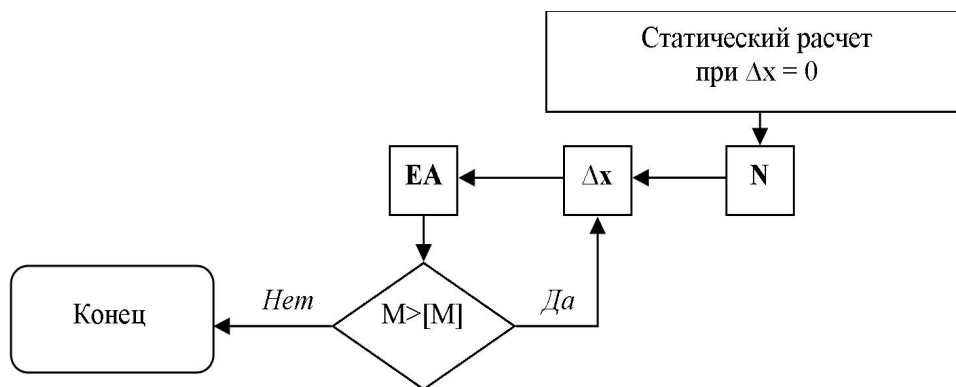 Статический расчет
при Δx = 0
EA
Δx
N
Нет
M>[M]
Да
Конец